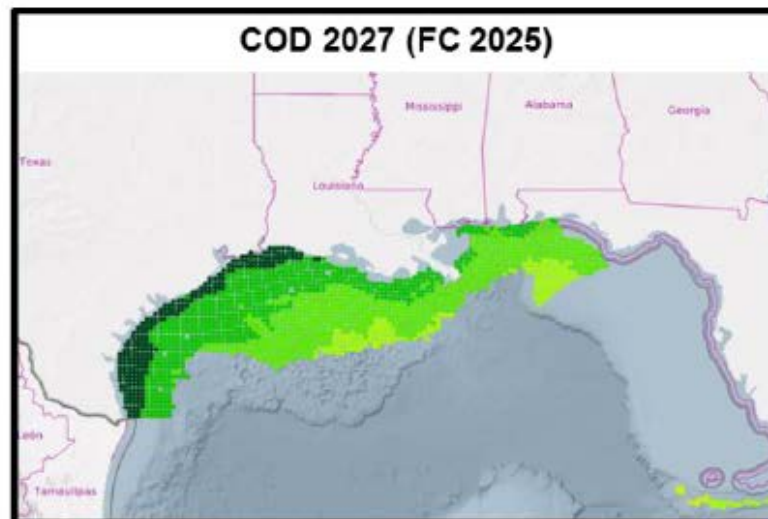 COD 2027 (FC 2025)
Mississippi
Alabama
Georgia
Texas
Louisiana
León
Tamaulipas